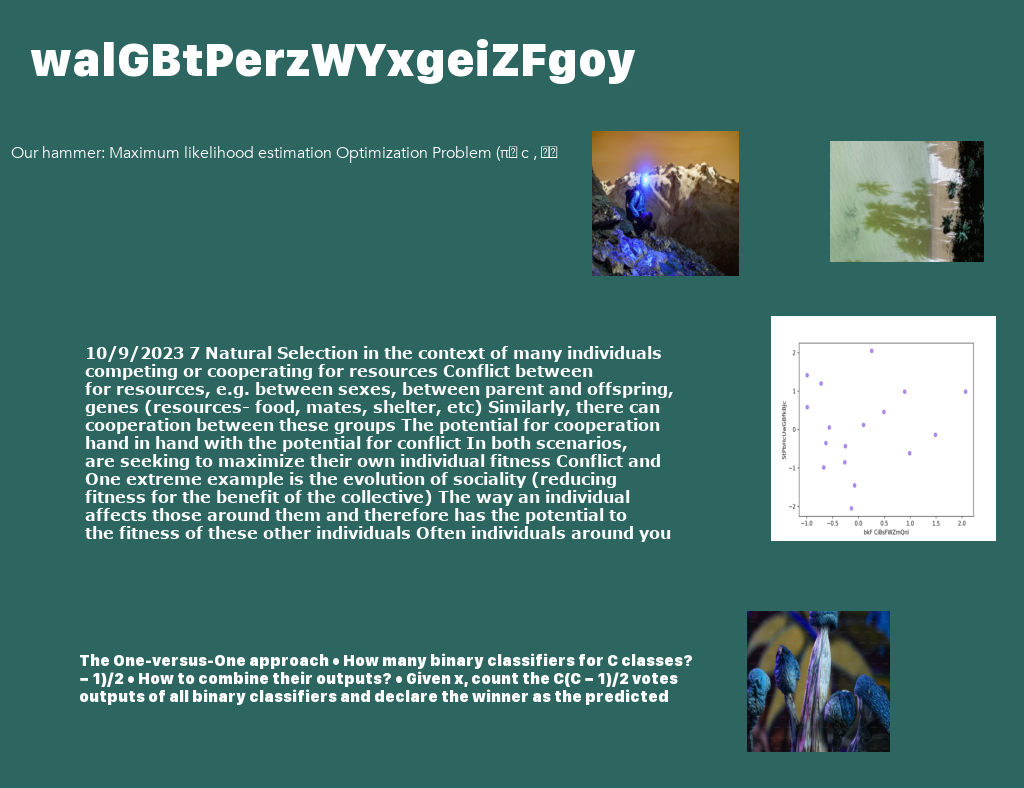 walGBtPerzWYxgeiZFgoy
Our hammer: Maximum likelihood estimation Optimization Problem (π c ,
10/9/2023 7 Natural Selection in the context of many individuals
competing or cooperating for resources Conflict between
for resources, e.g. between sexes, between parent and offspring,
genes (resources– food, mates, shelter, etc) Similarly, there can
cooperation between these groups The potential for cooperation
hand in hand with the potential for conflict In both scenarios,
are seeking to maximize their own individual fitness Conflict and
One extreme example is the evolution of sociality (reducing
fitness for the benefit of the collective) The way an individual
affects those around them and therefore has the potential to
the fitness of these other individuals Often individuals around you
2
1
0
−1
−2
−1.0 −0.5 0.0 0.5 1.0 1.5 2.0
The One-versus-One approach • How many binary classifiers for C classes?
– 1)/2 • How to combine their outputs? • Given x, count the C(C – 1)/2 votes
outputs of all binary classifiers and declare the winner as the predicted